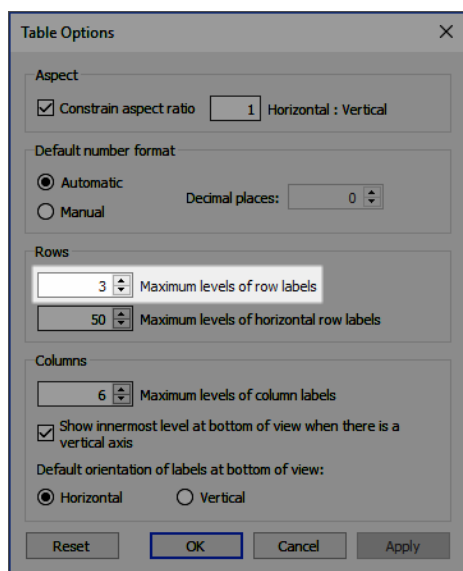 Table Options
Aspect
Constrain aspect ratio 1 Horizontal : Vertical
Default number format
Automatic
Decimal places: 0
Manual
Rows
3 Maximum levels of row labels
50 Maximum levels of horizontal row labels
Columns
6 Maximum levels of column labels
Show innermost level at bottom of view when there is a
vertical axis
Default orientation of labels at bottom of view:
Horizontal Vertical
Reset OK Cancel Apply